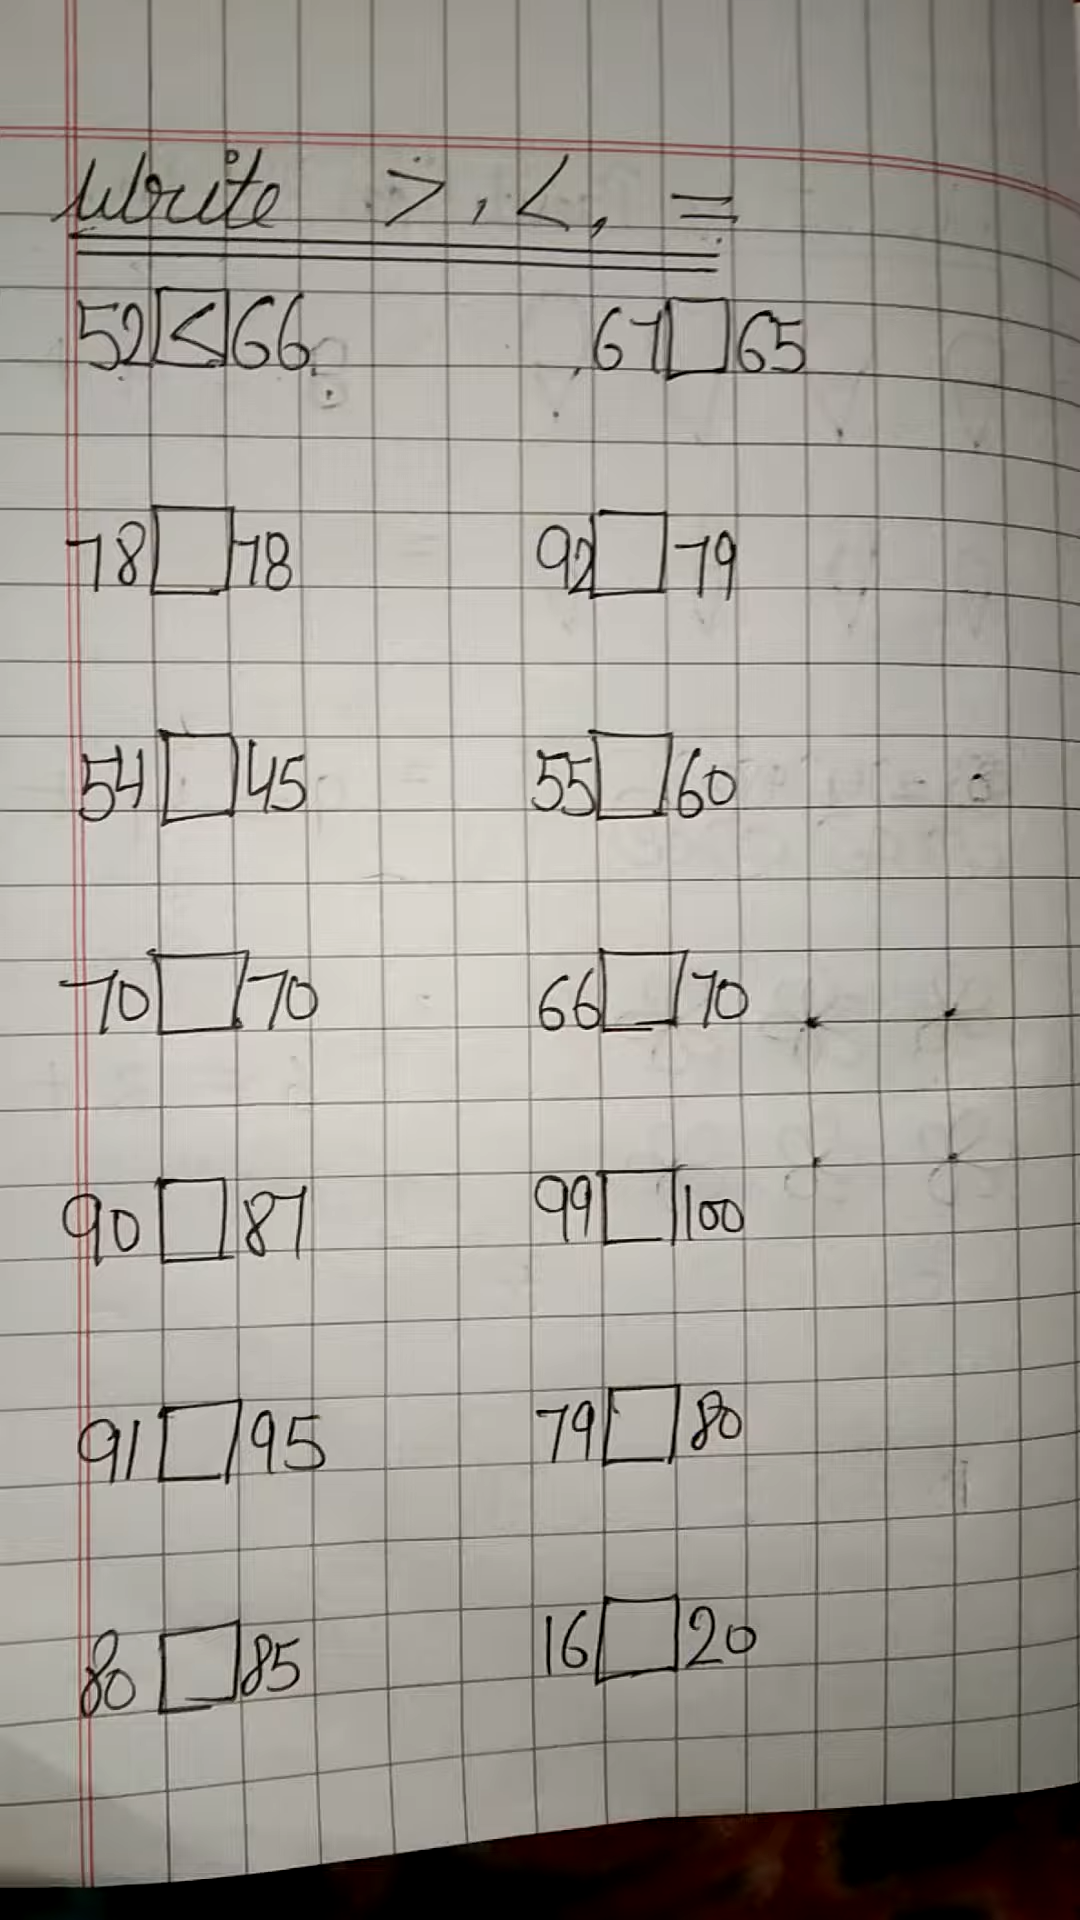 Write >, <, =
52 < 66 67 □ 65
78 □ 78 92 □ 79
54 □ 45 55 □ 60
70 □ 70 66 □ 70
90 □ 87 99 □ 100
91 □ 95 79 □ 80
80 □ 85 16 □ 20